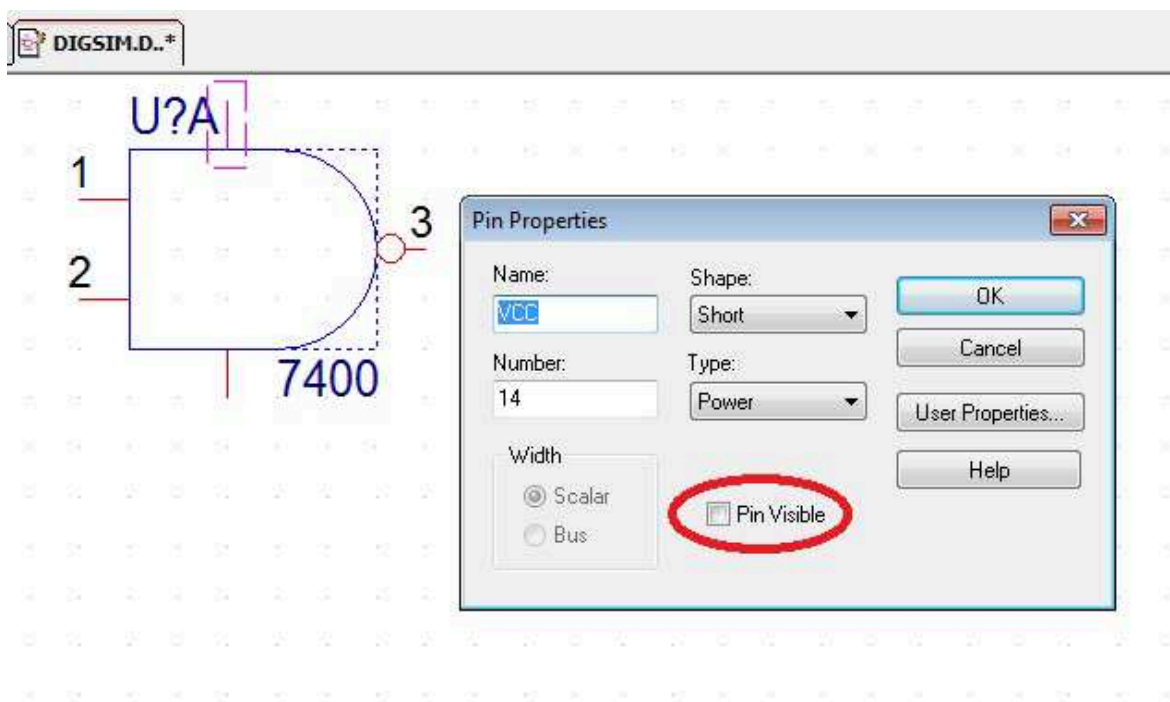 DIGSIM.D..*
U?A
1
2
3
7400
Pin Properties
Name:
VCC
Shape:
Short
OK
Cancel
Number:
14
Type:
Power
User Properties...
Width
Scalar
Bus
Pin Visible
Help